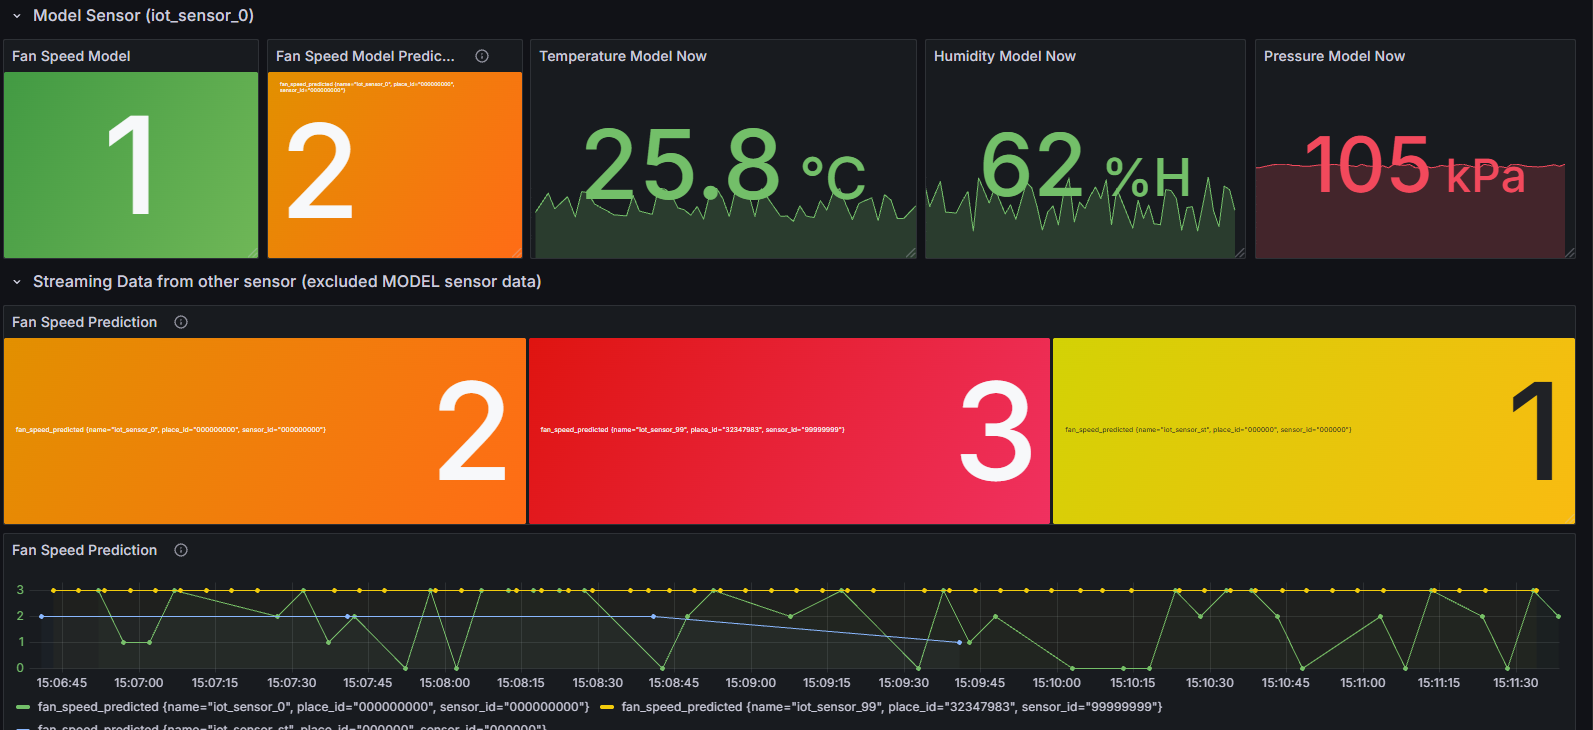 Model Sensor (iot_sensor_0)
Fan Speed Model
Fan Speed Model Predic...
Temperature Model Now
Humidity Model Now
Pressure Model Now
1
fan_speed_predicted {name="iot_sensor_0", place_id="000000000",
sensor_id="000000000"}
2
25.8 °C
62 %H
105 kPa
Streaming Data from other sensor (excluded MODEL sensor data)
Fan Speed Prediction
fan_speed_predicted {name="iot_sensor_0", place_id="000000000", sensor_id="000000000"}
2
fan_speed_predicted {name="iot_sensor_99", place_id="32347983", sensor_id="99999999"}
3
fan_speed_predicted {name="iot_sensor_st", place_id="000000", sensor_id="000000"}
1
Fan Speed Prediction
3
2
1
0
15:06:45 15:07:00 15:07:15 15:07:30 15:07:45 15:08:00 15:08:15 15:08:30 15:08:45 15:09:00 15:09:15 15:09:30 15:09:45 15:10:00 15:10:15 15:10:30 15:10:45 15:11:00 15:11:15 15:11:30
fan_speed_predicted {name="iot_sensor_0", place_id="000000000", sensor_id="000000000"} fan_speed_predicted {name="iot_sensor_99", place_id="32347983", sensor_id="99999999"}
fan_speed_predicted {name="iot_sensor_st", place_id="000000", sensor_id="000000"}